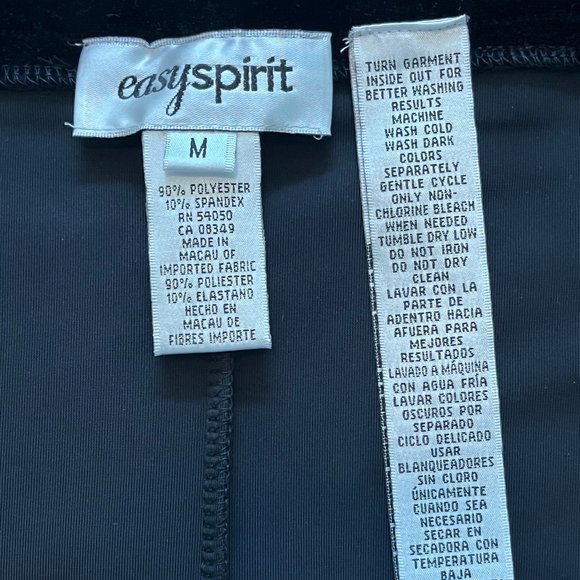 easyspirit
M
90% POLYESTER
10% SPANDEX
RN 54050
CA 08349
MADE IN
MACAU OF
IMPORTED FABRIC
90% POLIESTER
10% ELASTANO
HECHO EN
MACAU DE
FIBRES IMPORTE
TURN GARMENT
INSIDE OUT FOR
BETTER WASHING
RESULTS
MACHINE
WASH COLD
WASH DARK
COLORS
SEPARATELY
GENTLE CYCLE
ONLY NON-
CHLORINE BLEACH
WHEN NEEDED
TUMBLE DRY LOW
DO NOT IRON
DO NOT DRY
CLEAN
LAVAR CON LA
PARTE DE
ADENTRO HACIA
AFUERA PARA
MEJORES
RESULTADOS
LAVADO A MÁQUINA
CON AGUA FRÍA
LAVAR COLORES
OSCUROS POR
SEPARADO
CICLO DELICADO
USAR
BLANQUEADORES
SIN CLORO
ÚNICAMENTE
CUANDO SEA
NECESARIO
SECAR EN
SECADORA CON
TEMPERATURA
BAJA